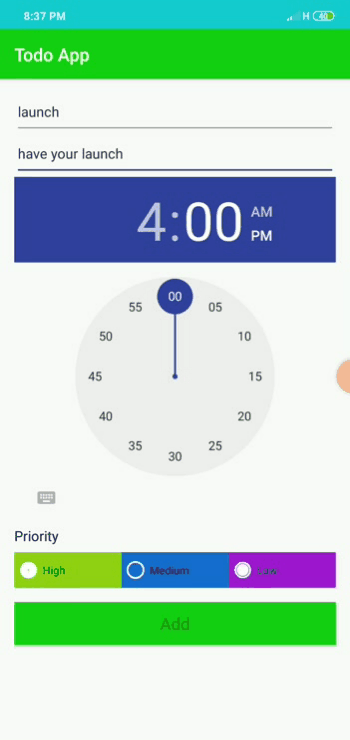 8:37 PM H 40
Todo App
launch
have your launch
4:00 AM
PM
00
55 05
50 10
45 15
40 20
35 25
30
Priority
High Medium Low
Add